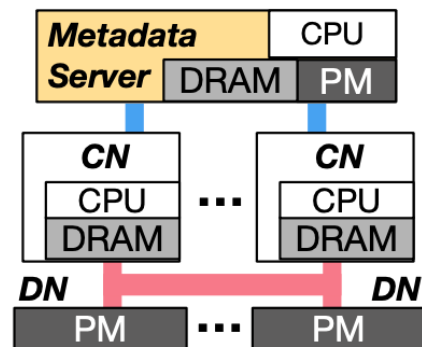 Metadata CPU
Server DRAM PM
CN CN
CPU ... CPU
DRAM DRAM
DN DN
PM ... PM